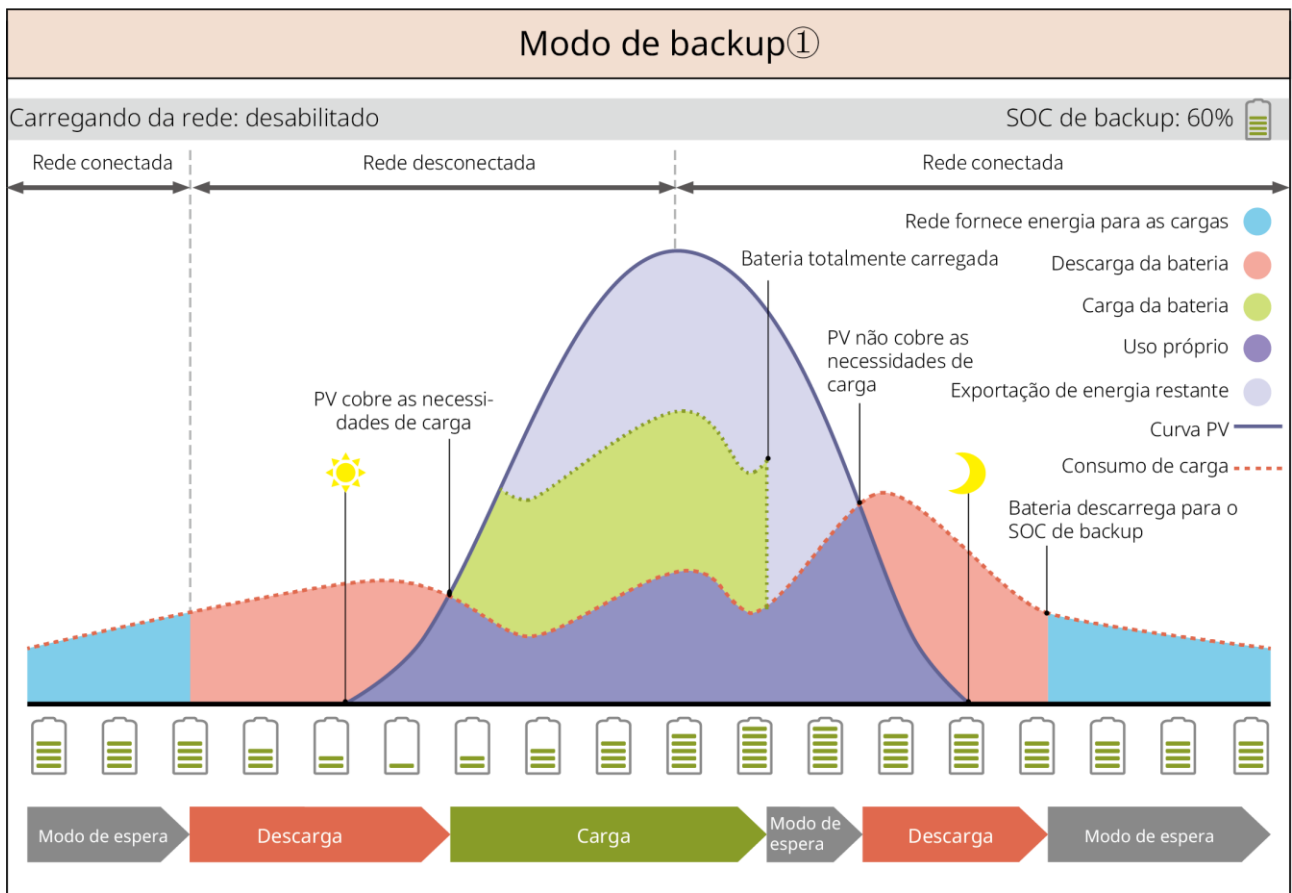 Modo de backup①
Carregando da rede: desabilitado
SOC de backup: 60%
Rede conectada
Rede desconectada
Rede conectada
Rede fornece energia para as cargas
Descarga da bateria
Carga da bateria
Uso próprio
Exportação de energia restante
Curva PV
Consumo de carga
Bateria totalmente carregada
PV não cobre as
necessidades de
carga
PV cobre as necessi-
dades de carga
Bateria descarrega para o
SOC de backup
Modo de espera
Descarga
Carga
Modo de
espera
Descarga
Modo de espera